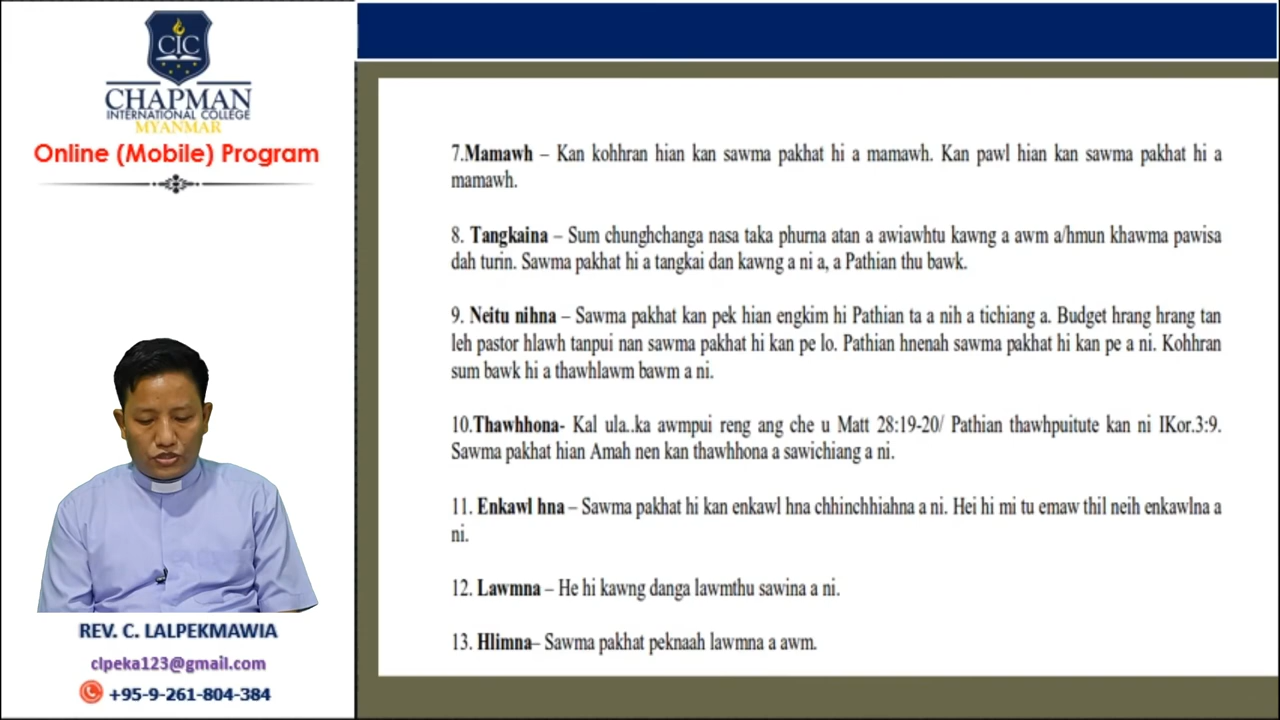 CIC
CHAPMAN
INTERNATIONAL COLLEGE
MYANMAR
Online (Mobile) Program
7.Mamawh – Kan kohhran hian kan sawma pakhat hi a mamawh. Kan pawl hian kan sawma pakhat hi a
mamawh.
8. Tangkaina – Sum chunghchanga nasa taka phurna atan a awiawhtu kawng a awm a/hmun khawma pawisa
dah turin. Sawma pakhat hi a tangkai dan kawng a ni a, a Pathian thu bawk.
9. Neitu nihna – Sawma pakhat kan pek hian engkim hi Pathian ta a nih a tichiang a. Budget hrang hrang tan
leh pastor hlawh tanpui nan sawma pakhat hi kan pe lo. Pathian hnenah sawma pakhat hi kan pe a ni. Kohhran
sum bawk hi a thawhlawm bawm a ni.
10.Thawhhona- Kal ula..ka awmpui reng ang che u Matt 28:19-20/ Pathian thawhpuitute kan ni IKor.3:9.
Sawma pakhat hian Amah nen kan thawhhona a sawichiang a ni.
11. Enkawl hna – Sawma pakhat hi kan enkawl hna chhinchhiahna a ni. Hei hi mi tu emaw thil neih enkawlna a
ni.
12. Lawmna – He hi kawng danga lawmthu sawina a ni.
13. Hlimna– Sawma pakhat peknaah lawmna a awm.
REV. C. LALPEKMAWIA
clpeka123@gmail.com
+95-9-261-804-384